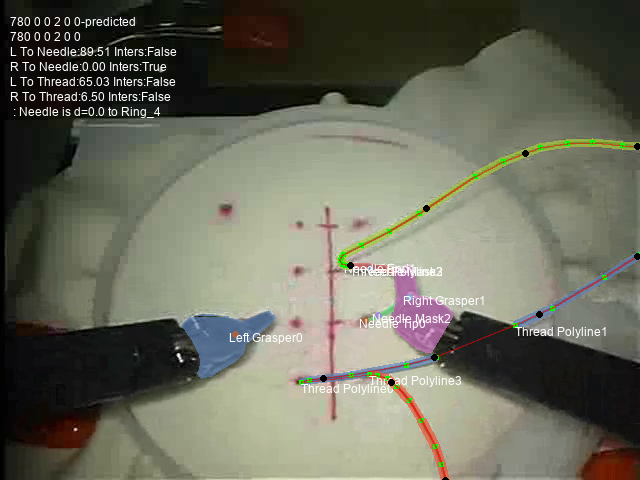 780 0 0 2 0 0-predicted
780 0 0 2 0 0
L To Needle:89.51 Inters:False
R To Needle:0.00 Inters:True
L To Thread:65.03 Inters:False
R To Thread:6.50 Inters:False
: Needle is d=0.0 to Ring_4
Right Grasper1
Needle Mask2
Needle Tip0
Thread Polyline1
Left Grasper0
Thread Polyline3
Thread Polyline0